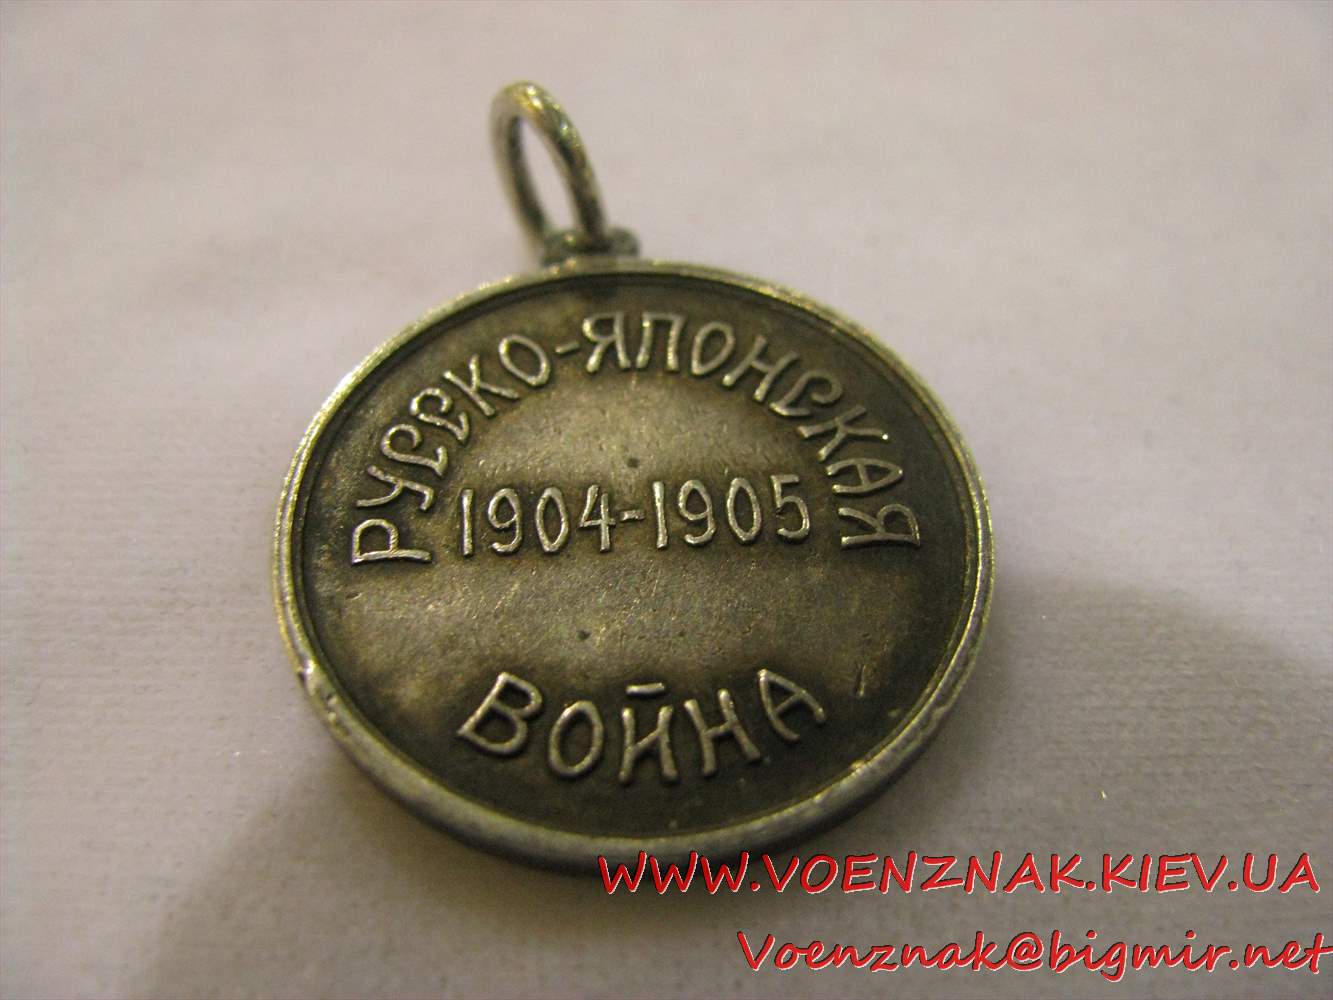 РУССКО-ЯПОНСКАЯ
1904-1905
ВОЙНА
WWW.VOENZNAK.KIEV.UA
Voenznak@bigmir.net